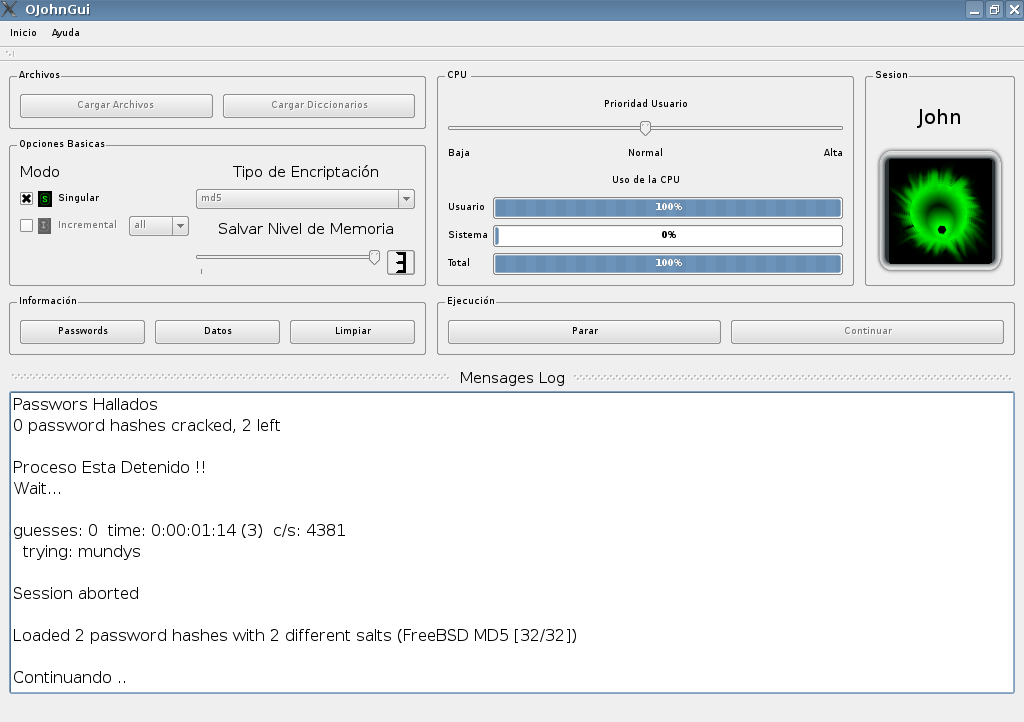 OJohnGui
Inicio Ayuda
Archivos
Cargar Archivos Cargar Diccionarios
Opciones Basicas
Modo Tipo de Encriptación
Singular md5
Incremental all
Salvar Nivel de Memoria
3
CPU
Prioridad Usuario
Baja Normal Alta
Uso de la CPU
Usuario 100%
Sistema 0%
Total 100%
Sesion
John
Información
Passwords Datos Limpiar
Ejecución
Parar Continuar
Mensages Log
Passwors Hallados
0 password hashes cracked, 2 left
Proceso Esta Detenido !!
Wait...
guesses: 0 time: 0:00:01:14 (3) c/s: 4381
trying: mundys
Session aborted
Loaded 2 password hashes with 2 different salts (FreeBSD MD5 [32/32])
Continuando ..